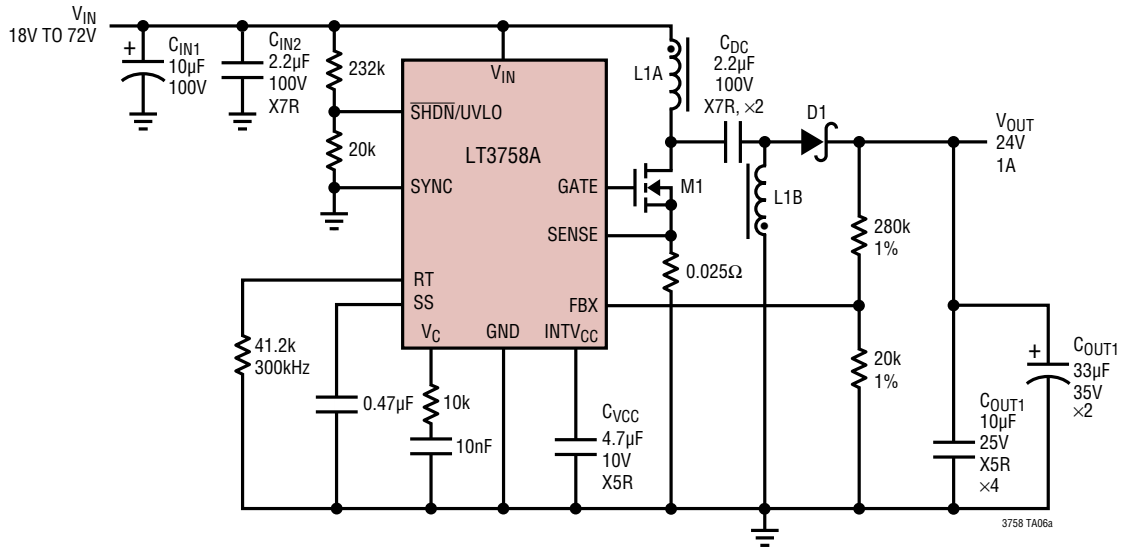 VIN
18V TO 72V
+
CIN1
10µF
100V
CIN2
2.2µF
100V
X7R
232k
20k
VIN
SHDN/UVLO
LT3758A
SYNC
GATE
SENSE
RT
SS
FBX
VC
GND
INTVCC
L1A
CDC
2.2µF
100V
X7R, ×2
D1
VOUT
24V
1A
M1
L1B
0.025Ω
280k
1%
20k
1%
41.2k
300kHz
0.47µF
10k
10nF
CVCC
4.7µF
10V
X5R
COUT1
10µF
25V
X5R
×4
+
COUT1
33µF
35V
×2
3758 TA06a